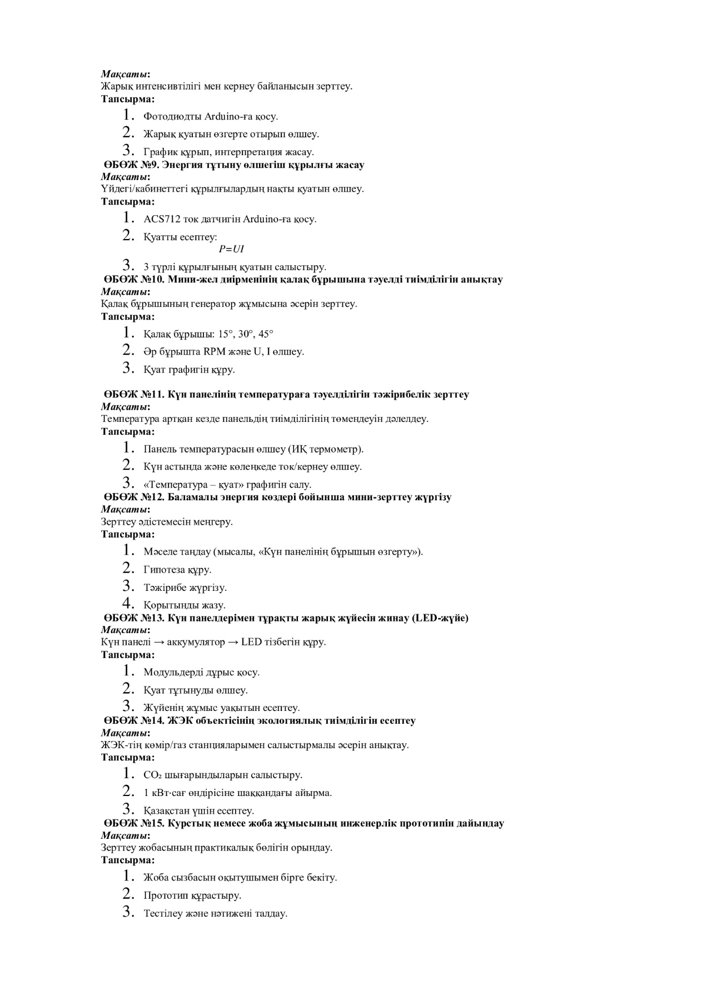 Мақсаты:
Жарық интенсивтілігі мен кернеу байланысын зерттеу.
Тапсырма:
1. Фотодиодты Arduino-ға қосу.
2. Жарық қуатын өзгерте отырып өлшеу.
3. График құрып, интерпретация жасау.
ӨБӨЖ №9. Энергия тұтыну өлшегіш құрылғы жасау
Мақсаты:
Үйдегі/кабинеттегі құрылғылардың нақты қуатын өлшеу.
Тапсырма:
1. ACS712 ток датчигін Arduino-ға қосу.
2. Қуатты есептеу:
P=UI
3. 3 түрлі құрылғының қуатын салыстыру.
ӨБӨЖ №10. Мини-жел диірменінің қалақ бұрышына тәуелді тиімділігін анықтау
Мақсаты:
Қалақ бұрышының генератор жұмысына әсерін зерттеу.
Тапсырма:
1. Қалақ бұрышы: 15°, 30°, 45°
2. Әр бұрышта RPM және U, I өлшеу.
3. Қуат графигін құру.
ӨБӨЖ №11. Күн панелінің температураға тәуелділігін тәжірибелік зерттеу
Мақсаты:
Температура артқан кезде панельдің тиімділігінің төмендеуін дәлелдеу.
Тапсырма:
1. Панель температурасын өлшеу (ИҚ термометр).
2. Күн астында және көлеңкеде ток/кернеу өлшеу.
3. «Температура – қуат» графигін салу.
ӨБӨЖ №12. Баламалы энергия көздері бойынша мини-зерттеу жүргізу
Мақсаты:
Зерттеу әдістемесін меңгеру.
Тапсырма:
1. Мәселе таңдау (мысалы, «Күн панелінің бұрышын өзгерту»).
2. Гипотеза құру.
3. Тәжірибе жүргізу.
4. Қорытынды жазу.
ӨБӨЖ №13. Күн панелдерімен тұрақты жарық жүйесін жинау (LED-жүйе)
Мақсаты:
Күн панелі → аккумулятор → LED тізбегін құру.
Тапсырма:
1. Модульдерді дұрыс қосу.
2. Қуат тұтынуды өлшеу.
3. Жүйенің жұмыс уақытын есептеу.
ӨБӨЖ №14. ЖЭК объектісінің экологиялық тиімділігін есептеу
Мақсаты:
ЖЭК-тің көмір/газ станцияларымен салыстырмалы әсерін анықтау.
Тапсырма:
1. CO₂ шығарындыларын салыстыру.
2. 1 кВт·сағ өндірісіне шаққандағы айырма.
3. Қазақстан үшін есептеу.
ӨБӨЖ №15. Курстық немесе жоба жұмысының инженерлік прототипін дайындау
Мақсаты:
Зерттеу жобасының практикалық бөлігін орындау.
Тапсырма:
1. Жоба сызбасын оқытушымен бірге бекіту.
2. Прототип құрастыру.
3. Тестілеу және нәтижені талдау.